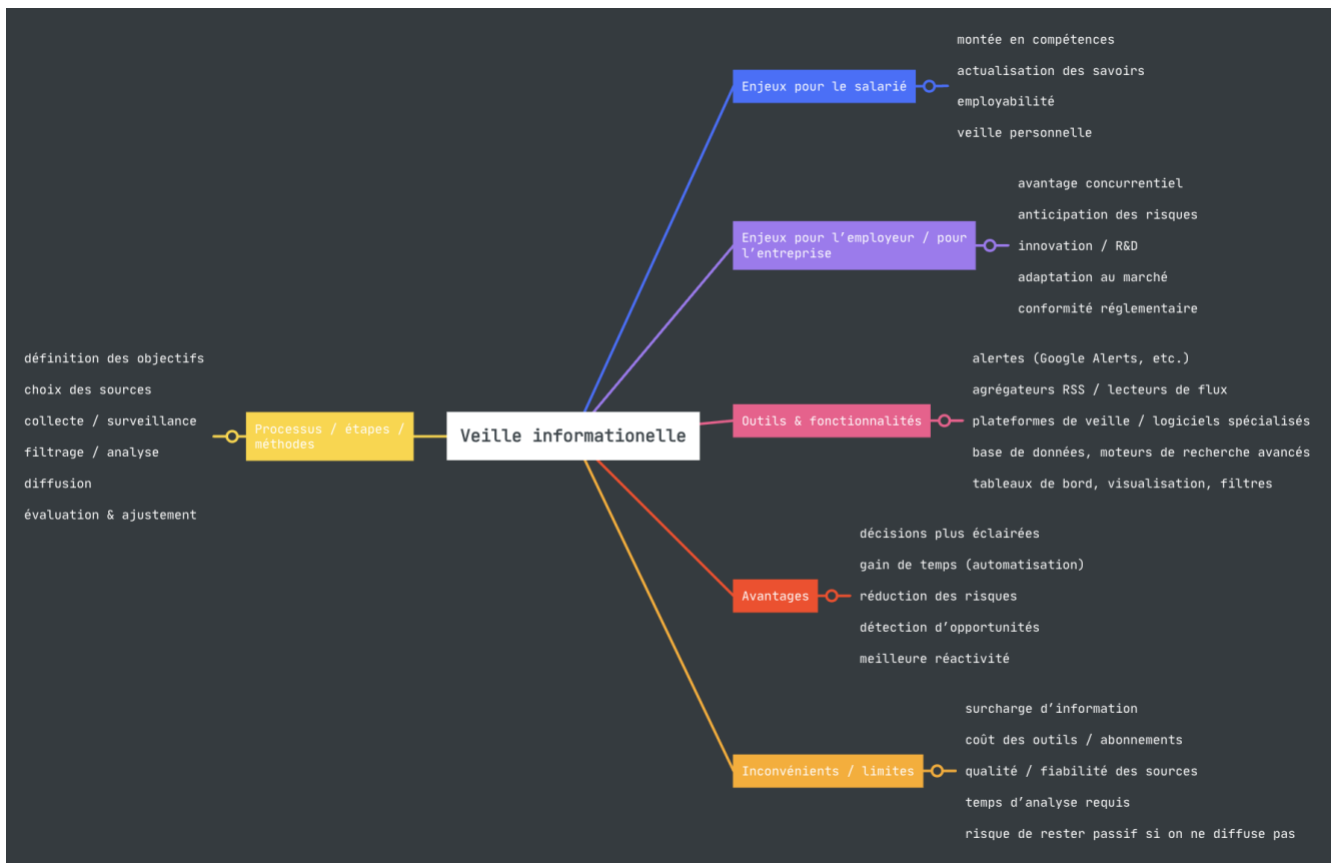 Veille informationelle
Enjeux pour le salarié
montée en compétences
actualisation des savoirs
employabilité
veille personnelle
Enjeux pour l’employeur / pour
l’entreprise
avantage concurrentiel
anticipation des risques
innovation / R&D
adaptation au marché
conformité réglementaire
Outils & fonctionnalités
alertes (Google Alerts, etc.)
agrégateurs RSS / lecteurs de flux
plateformes de veille / logiciels spécialisés
base de données, moteurs de recherche avancés
tableaux de bord, visualisation, filtres
Avantages
décisions plus éclairées
gain de temps (automatisation)
réduction des risques
détection d’opportunités
meilleure réactivité
Inconvénients / limites
surcharge d’information
coût des outils / abonnements
qualité / fiabilité des sources
temps d’analyse requis
risque de rester passif si on ne diffuse pas
Processus / étapes /
méthodes
définition des objectifs
choix des sources
collecte / surveillance
filtrage / analyse
diffusion
évaluation & ajustement